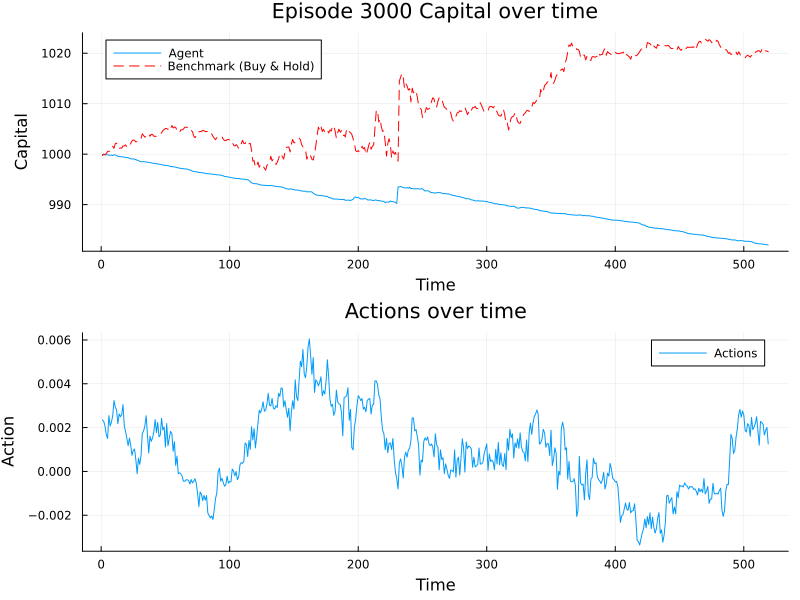 Episode 3000 Capital over time
Capital
1020
1010
1000
990
Agent
Benchmark (Buy & Hold)
0 100 200 300 400 500
Time
Actions over time
Action
0.006
0.004
0.002
0.000
−0.002
Actions
0 100 200 300 400 500
Time